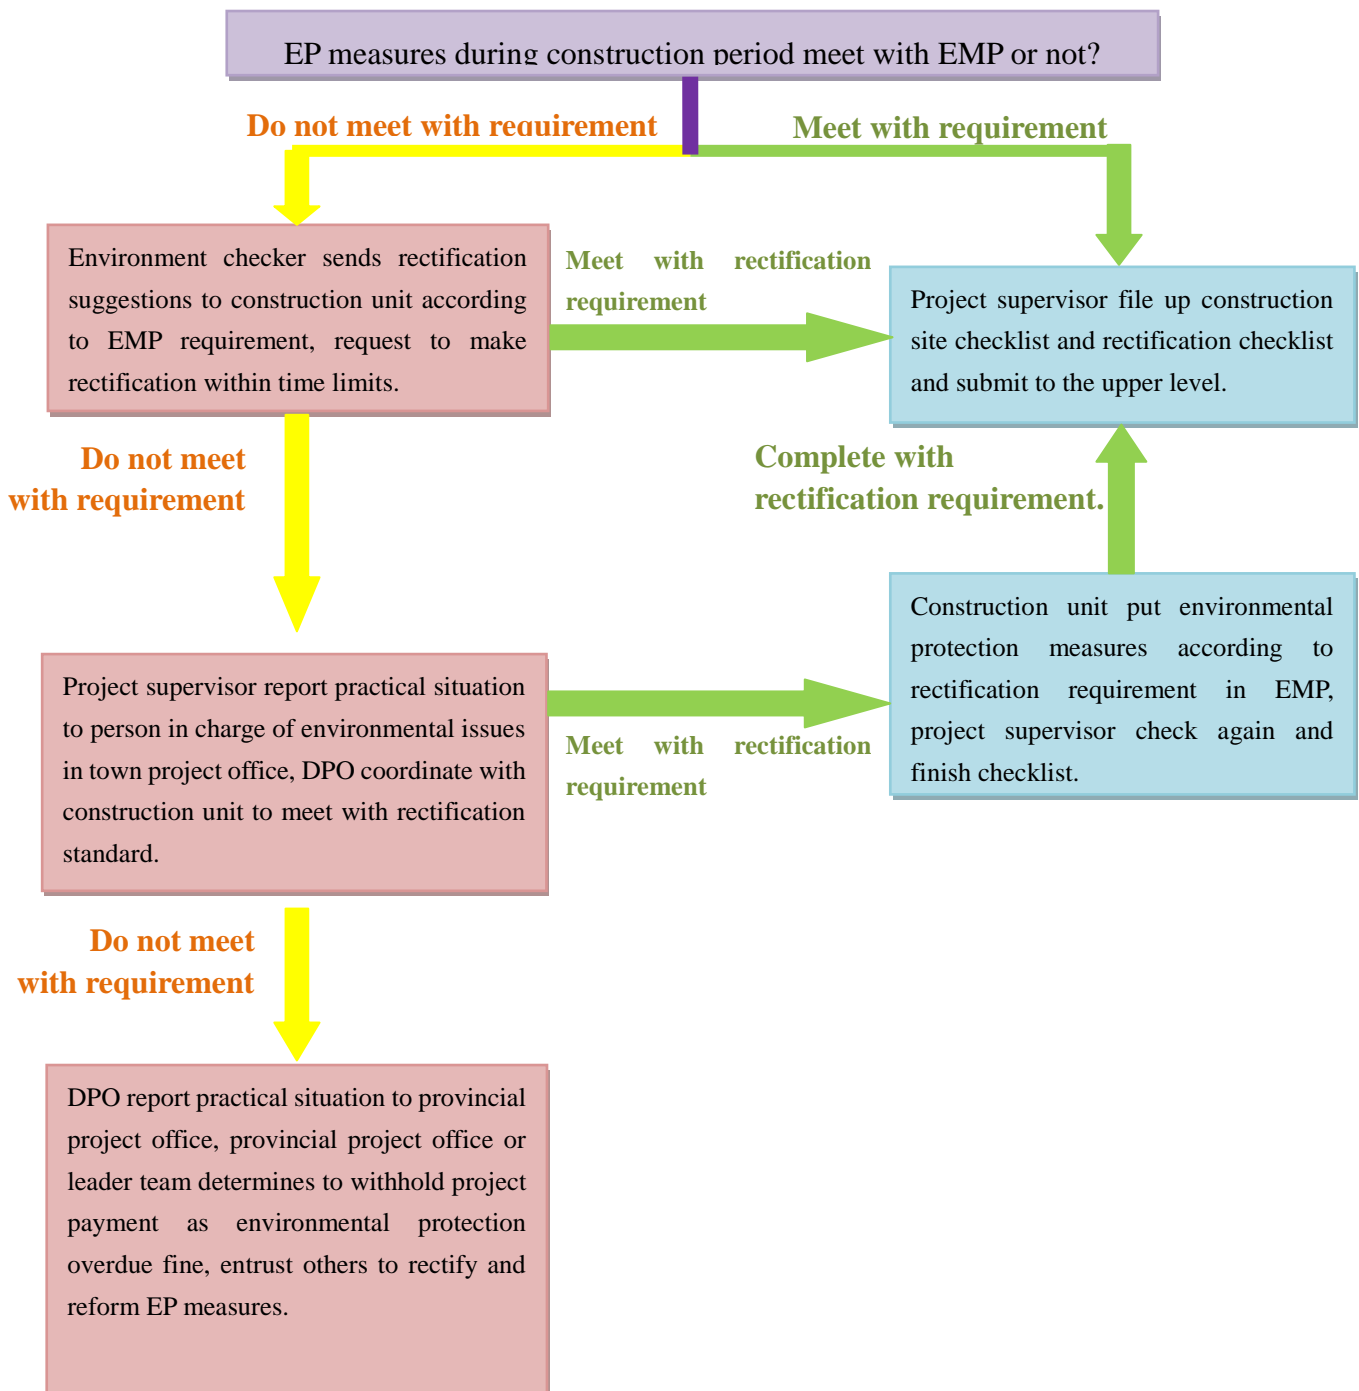 EP measures during construction period meet with EMP or not?
Do not meet with requirement
Meet with requirement
Environment checker sends rectification
suggestions to construction unit according
to EMP requirement, request to make
rectification within time limits.
Meet with rectification
requirement
Project supervisor file up construction
site checklist and rectification checklist
and submit to the upper level.
Do not meet
with requirement
Complete with
rectification requirement.
Construction unit put environmental
protection measures according to
rectification requirement in EMP,
project supervisor check again and
finish checklist.
Project supervisor report practical situation
to person in charge of environmental issues
in town project office, DPO coordinate with
construction unit to meet with rectification
standard.
Meet with rectification
requirement
Do not meet
with requirement
DPO report practical situation to provincial
project office, provincial project office or
leader team determines to withhold project
payment as environmental protection
overdue fine, entrust others to rectify and
reform EP measures.